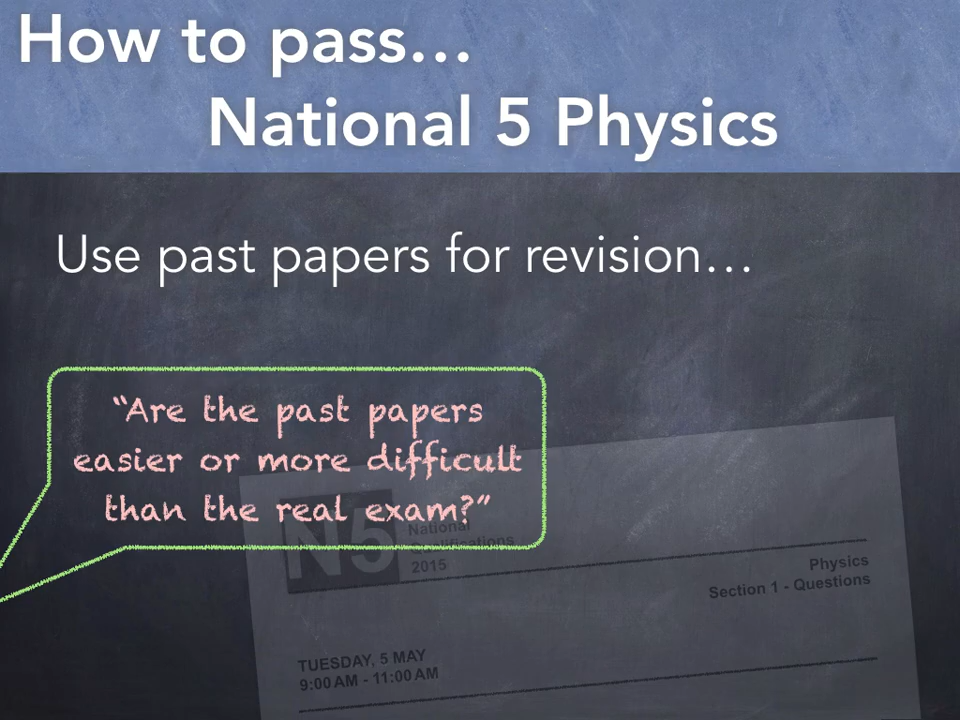 How to pass…
National 5 Physics
Use past papers for revision…
“Are the past papers
easier or more difficult
than the real exam?”
N5
National
Qualifications
2015
Physics
Section 1 - Questions
TUESDAY, 5 MAY
9:00 AM - 11:00 AM